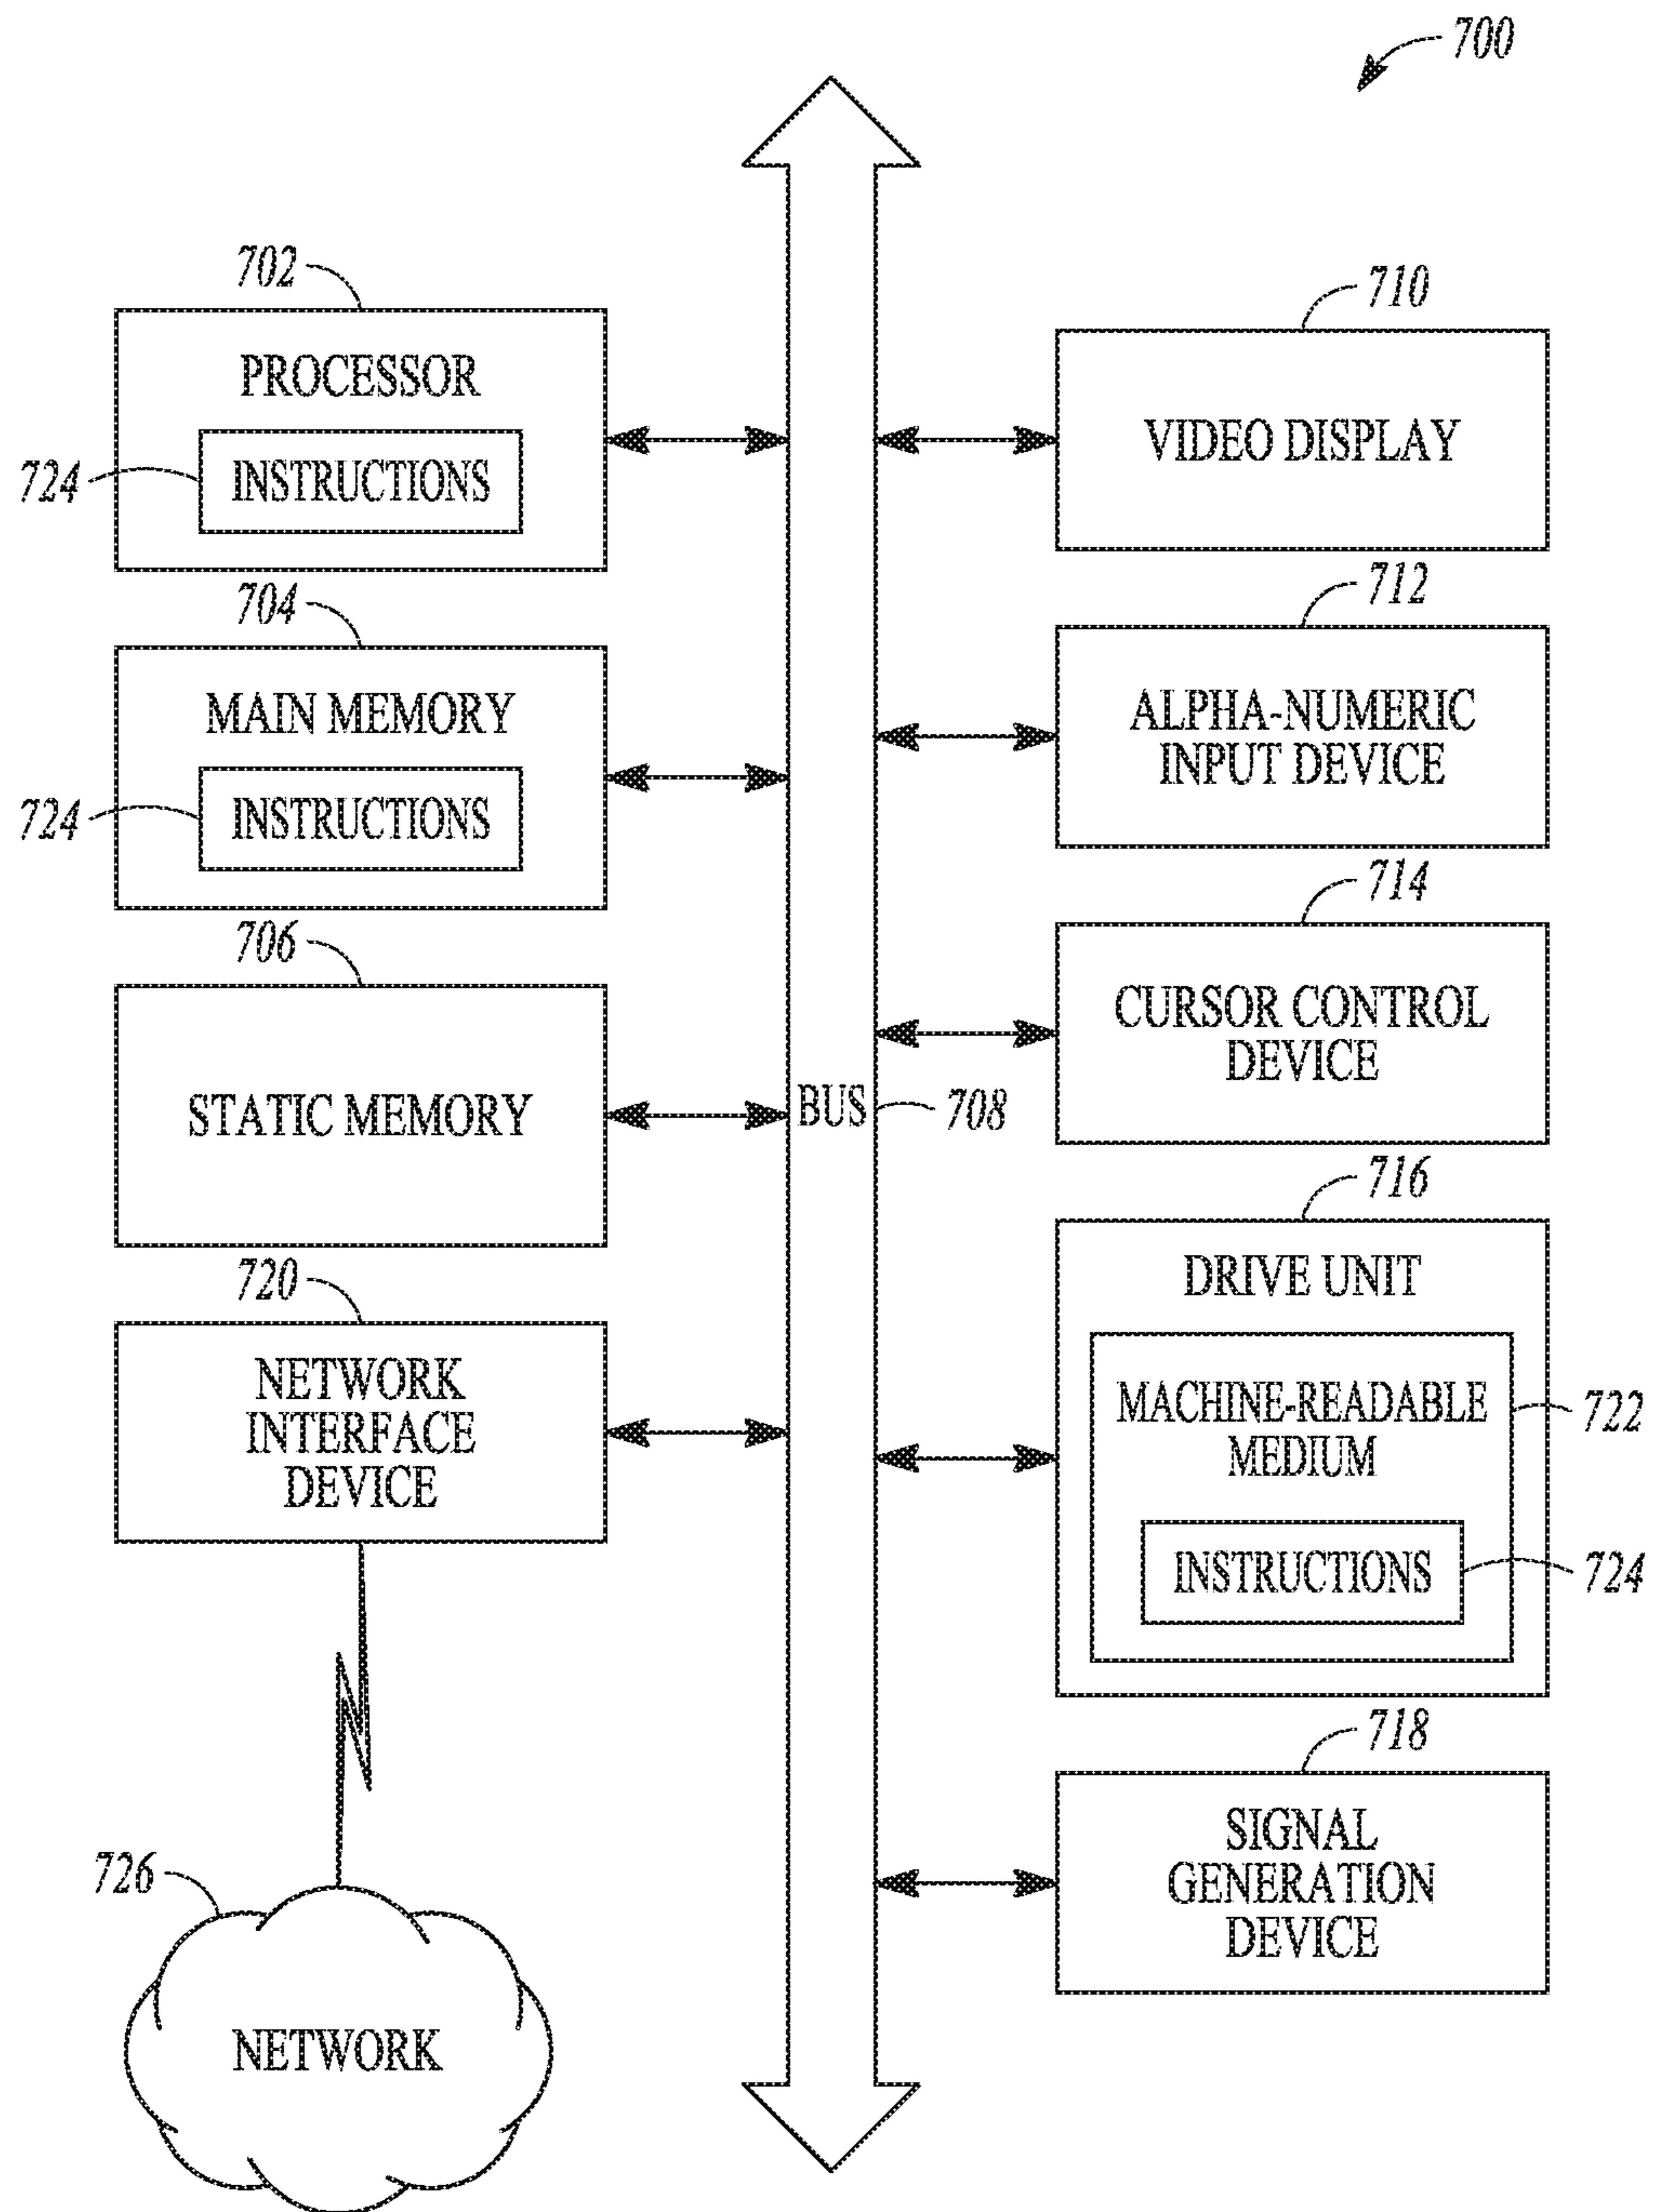 700
702
PROCESSOR
724
INSTRUCTIONS
704
MAIN MEMORY
724
INSTRUCTIONS
706
STATIC MEMORY
720
NETWORK
INTERFACE
DEVICE
726
NETWORK
BUS
708
710
VIDEO DISPLAY
712
ALPHA-NUMERIC
INPUT DEVICE
714
CURSOR CONTROL
DEVICE
716
DRIVE UNIT
MACHINE-READABLE
MEDIUM
722
INSTRUCTIONS
724
718
SIGNAL
GENERATION
DEVICE